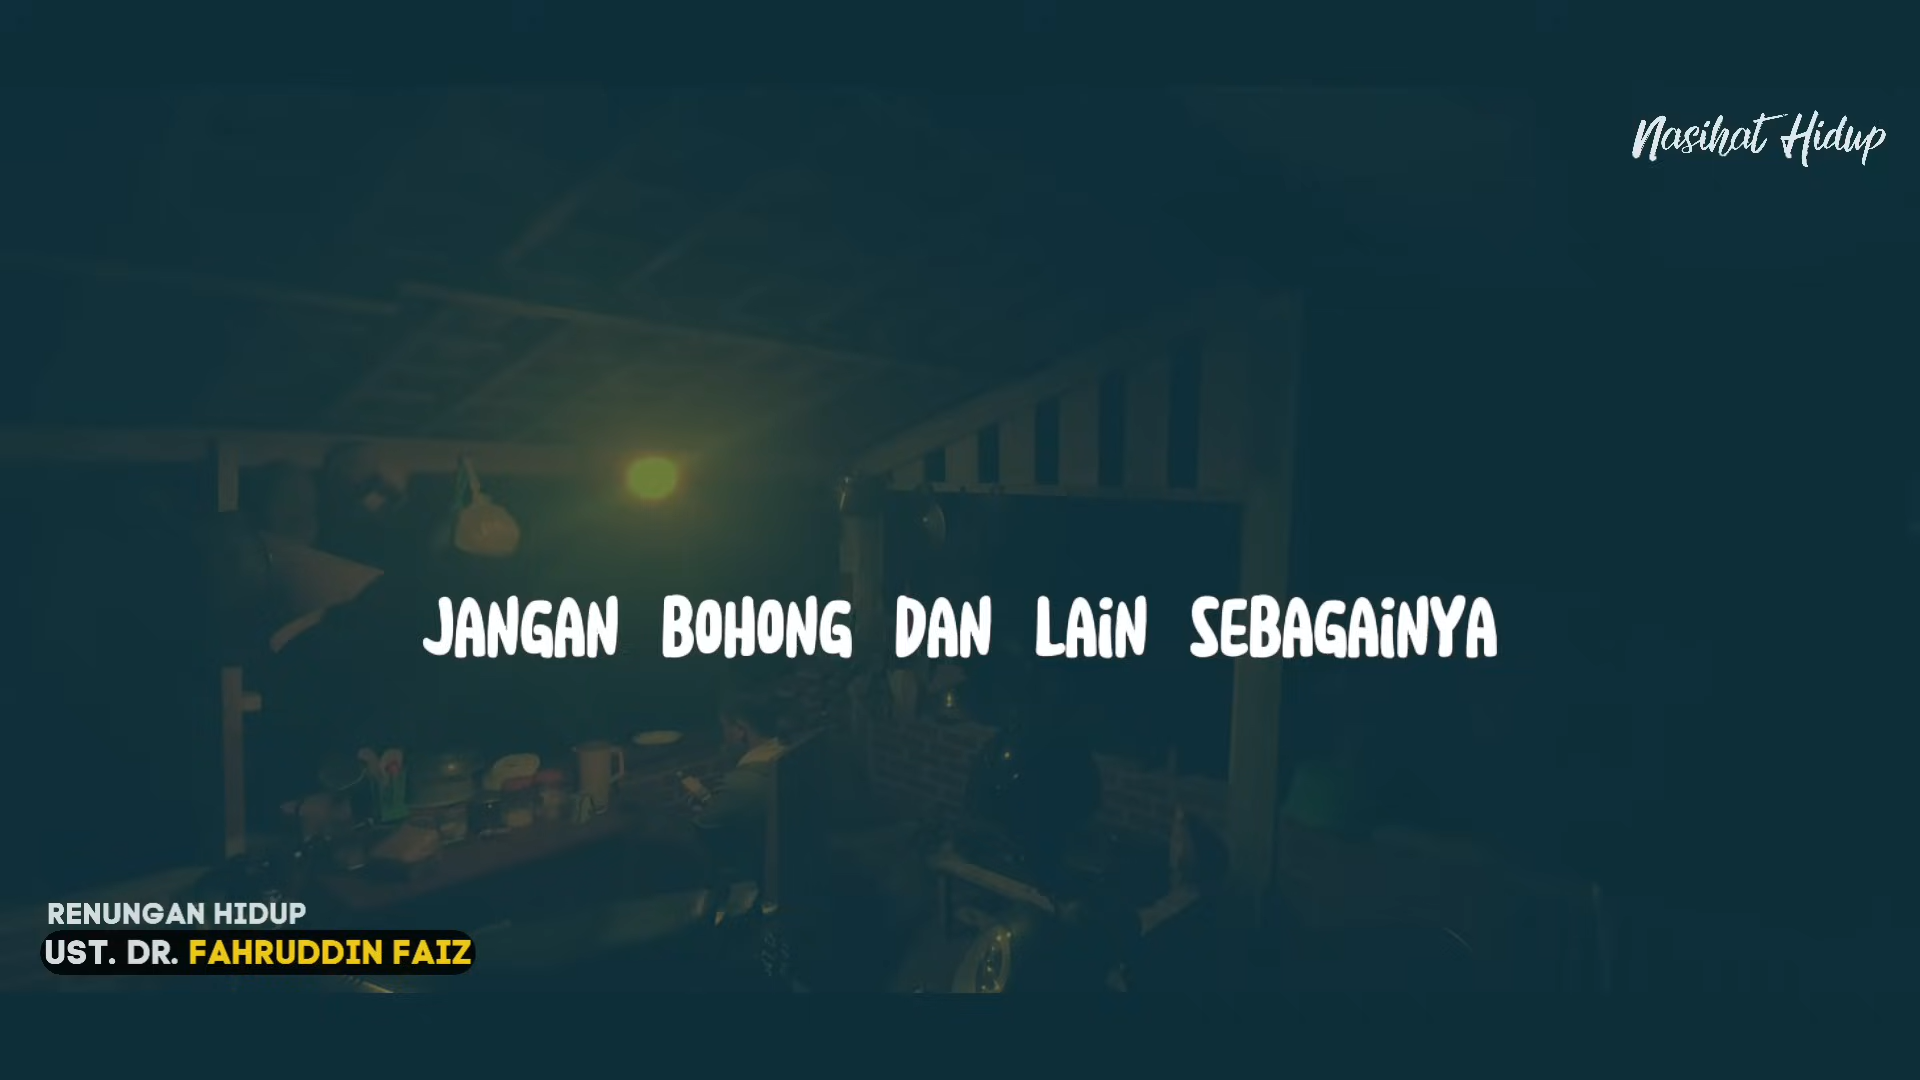 Nasihat Hidup
JANGAN BOHONG DAN LAiN SEBAGAiNYA
RENUNGAN HIDUP
UST. DR. FAHRUDDIN FAIZ